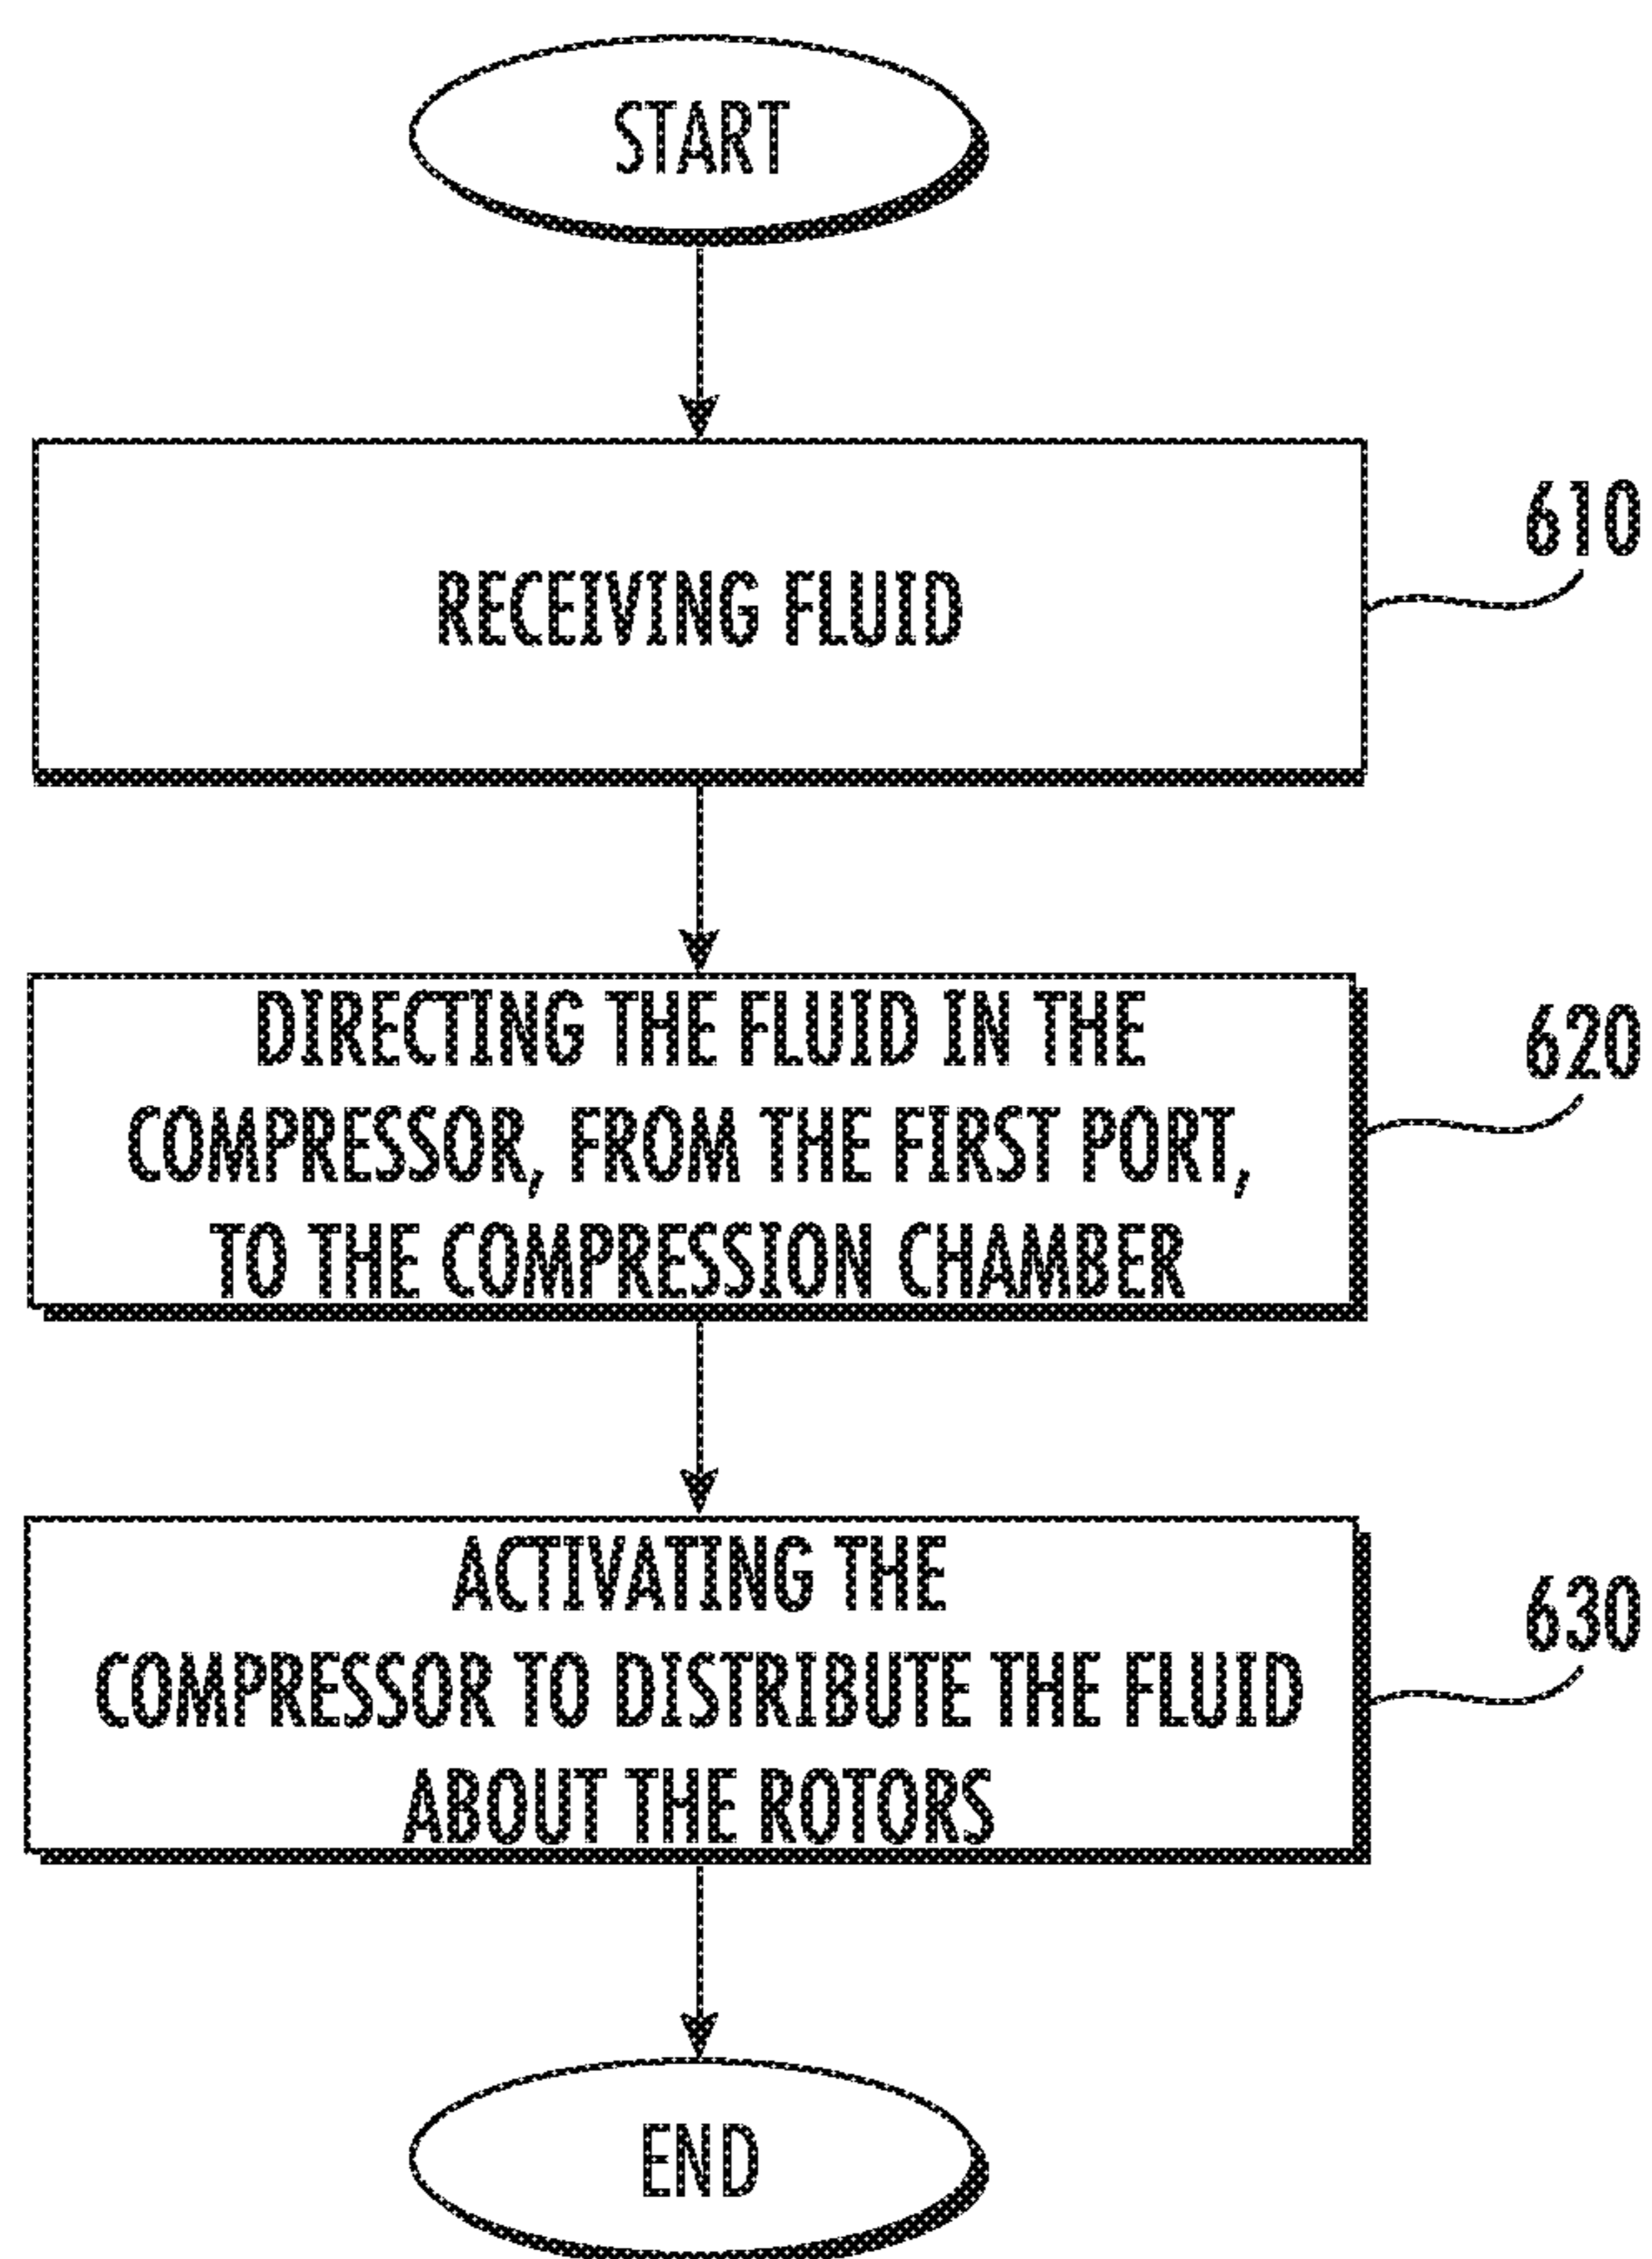 START
610
RECEIVING FLUID
620
DIRECTING THE FLUID IN THE
COMPRESSOR, FROM THE FIRST PORT,
TO THE COMPRESSION CHAMBER
630
ACTIVATING THE
COMPRESSOR TO DISTRIBUTE THE FLUID
ABOUT THE ROTORS
END